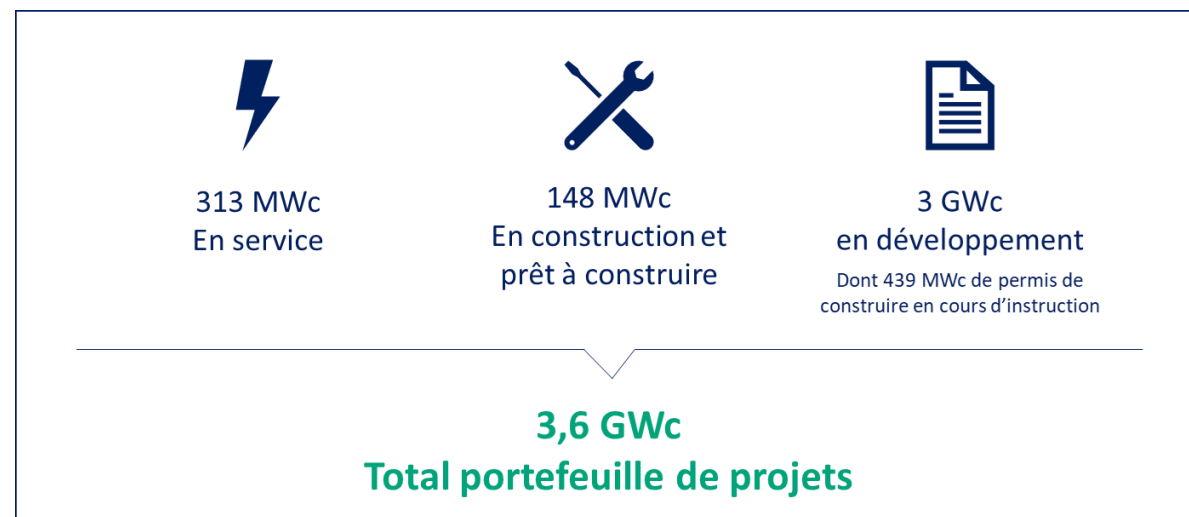 313 MWc
En service
148 MWc
En construction et
prêt à construire
3 GWc
en développement
Dont 439 MWc de permis de
construire en cours d’instruction
3,6 GWc
Total portefeuille de projets